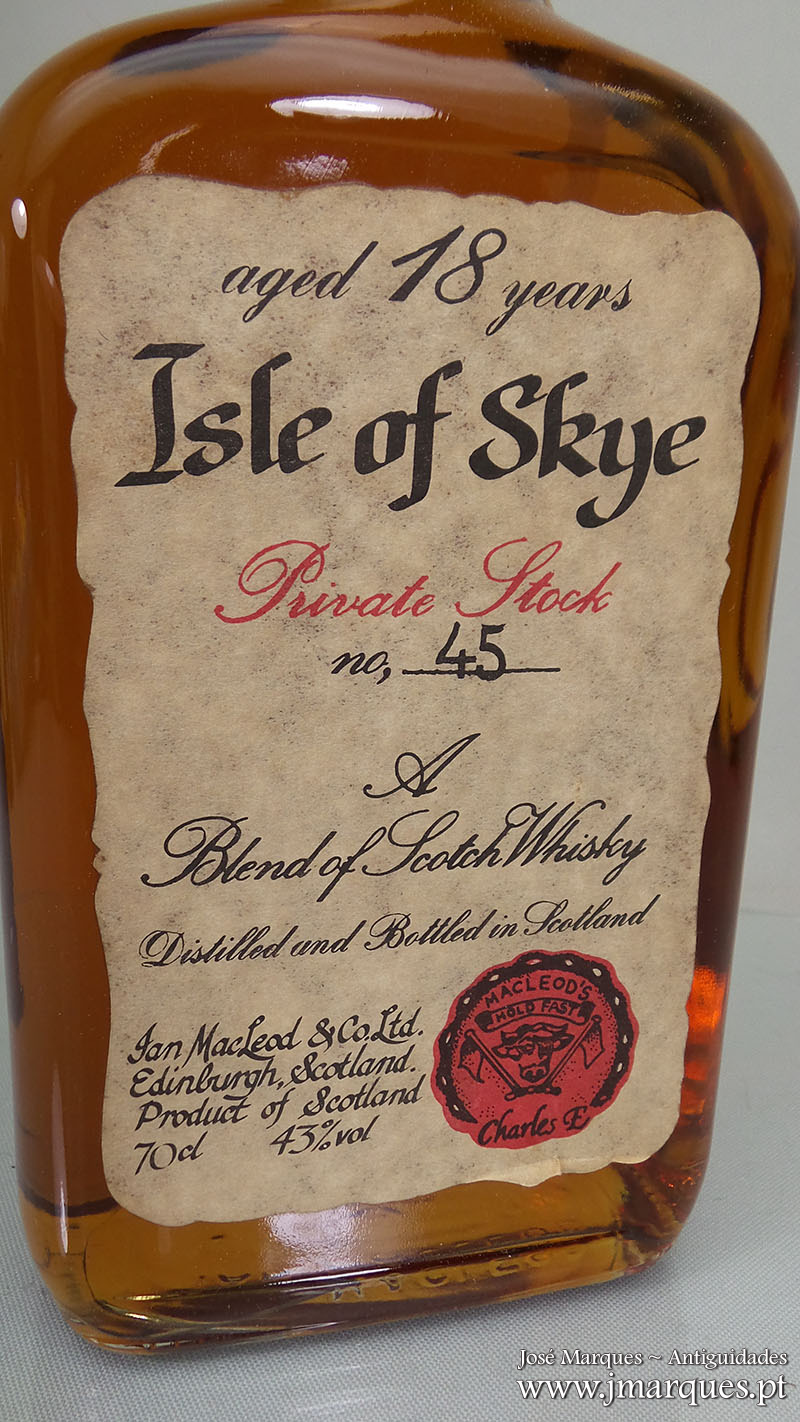 aged 18 years
Isle of Skye
Private Stock
no, 45
A
Blend of Scotch Whisky
Distilled and Bottled in Scotland
Ian MacLeod & Co. Ltd.
Edinburgh, Scotland.
Product of Scotland
70cl 43% vol
MACLEOD'S
HOLD FAST
Charles E
José Marques ~ Antiguidades
www.jmarques.pt